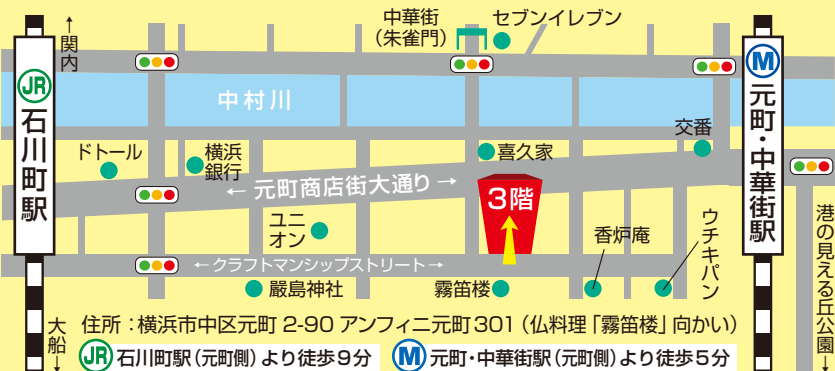 ↑関内
中華街
(朱雀門)
セブンイレブン
JR
石川町駅
M
元町・中華街駅
中村川
ドトール
横浜
銀行
喜久家
交番
← 元町商店街大通り →
3階
ユニ
オン
香炉庵
ウチキパン
港の見える丘公園→
←クラフトマンシップストリート→
厳島神社
霧笛楼
大船→
住所:横浜市中区元町 2-90 アンフィニ元町301(仏料理「霧笛楼」向かい)
JR 石川町駅(元町側)より徒歩9分
M 元町・中華街駅(元町側)より徒歩5分